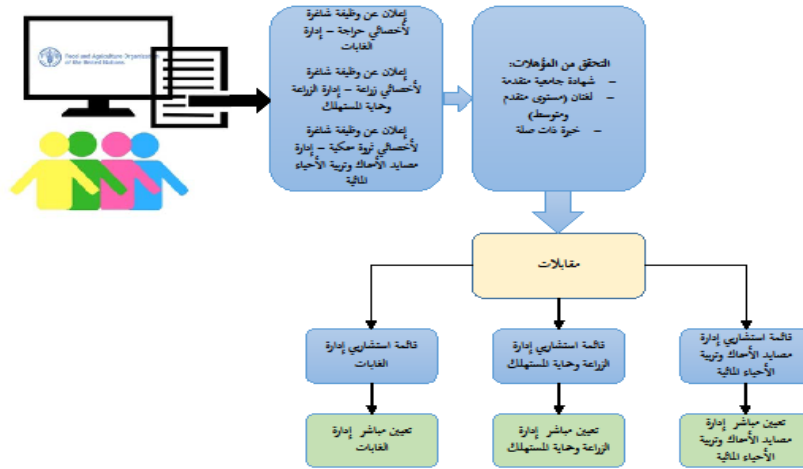 Food and Agriculture Organization
of the United Nations
إعلان عن وظيفة شاغرة
لأخصائي حراجة – إدارة
الغابات
إعلان عن وظيفة شاغرة
لأخصائي زراعة – إدارة الزراعة
وحماية المستهلك
إعلان عن وظيفة شاغرة
لأخصائي ثروة سمكية – إدارة
مصايد الأسماك وتربية الأحياء
المائية
التحقق من المؤهلات:
– شهادة جامعية متقدمة
– لغتان (مستوى متقدم
ومتوسط)
– خبرة ذات صلة
مقابلات
قائمة استشاريي إدارة
الغابات
قائمة استشاريي إدارة
الزراعة وحماية المستهلك
قائمة استشاريي إدارة
مصايد الأسماك وتربية
الأحياء المائية
تعيين مباشر إدارة
الغابات
تعيين مباشر إدارة
الزراعة وحماية المستهلك
تعيين مباشر إدارة
مصايد الأسماك وتربية
الأحياء المائية